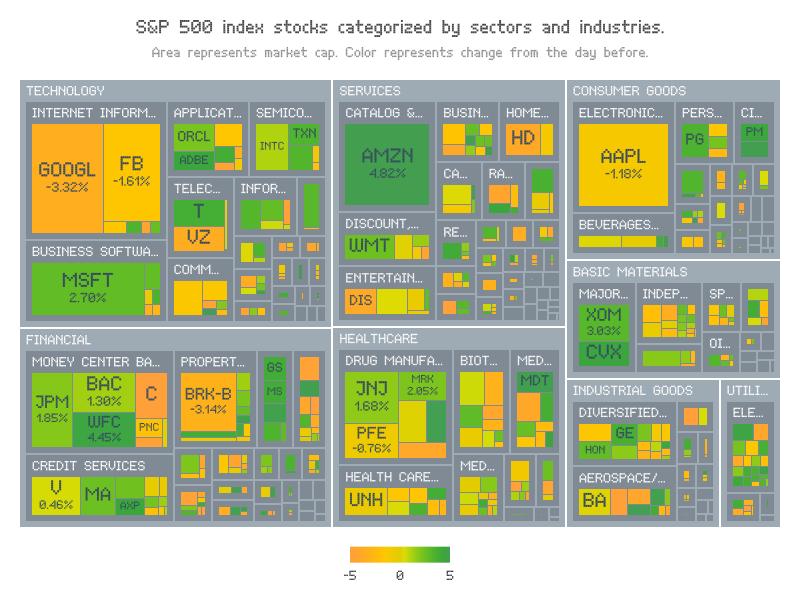 S&P 500 index stocks categorized by sectors and industries.
Area represents market cap. Color represents change from the day before.
TECHNOLOGY
INTERNET INFORM...
GOOGL
-3.32%
FB
-1.61%
APPLICAT...
ORCL
ADBE
SEMICO...
INTC
TXN
TELEC...
T
VZ
INFOR...
COMM...
BUSINESS SOFTWA...
MSFT
2.70%
SERVICES
CATALOG &...
AMZN
4.82%
BUSIN...
HOME...
HD
CA...
RA...
DISCOUNT,...
WMT
RE...
ENTERTAIN...
DIS
CONSUMER GOODS
ELECTRONIC...
AAPL
-1.18%
PERS...
PG
CI...
PM
BEVERAGES...
BASIC MATERIALS
MAJOR...
XOM
3.03%
CVX
INDEP...
SP...
OI...
FINANCIAL
MONEY CENTER BA...
JPM
1.85%
BAC
1.30%
WFC
4.45%
C
PNC
PROPERT...
BRK-B
-3.14%
GS
MS
CREDIT SERVICES
V
0.46%
MA
AXP
HEALTHCARE
DRUG MANUFA...
JNJ
1.68%
MRK
2.05%
PFE
-0.76%
BIOT...
MED...
MDT
HEALTH CARE...
UNH
MED...
INDUSTRIAL GOODS
DIVERSIFIED...
GE
HON
AEROSPACE/...
BA
UTILI...
ELE...
-5
0
5